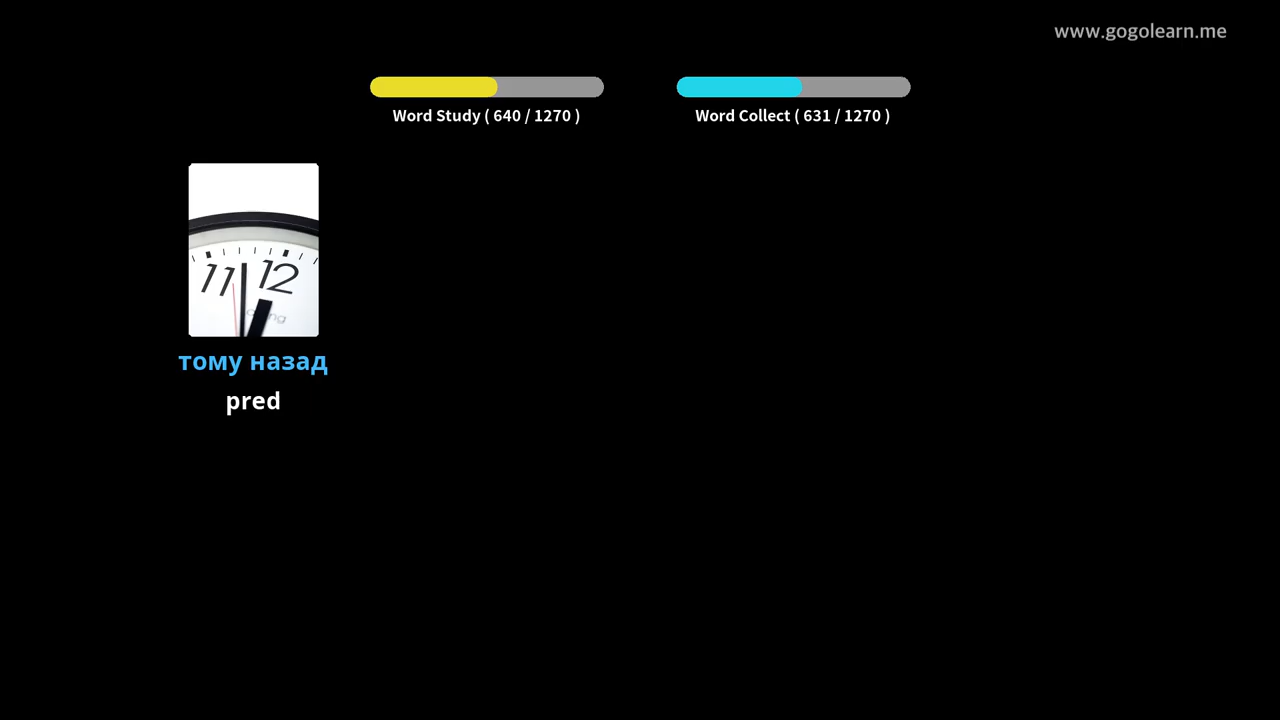 www.gogolearn.me
Word Study ( 640 / 1270 )
Word Collect ( 631 / 1270 )
11 12
тому назад
pred